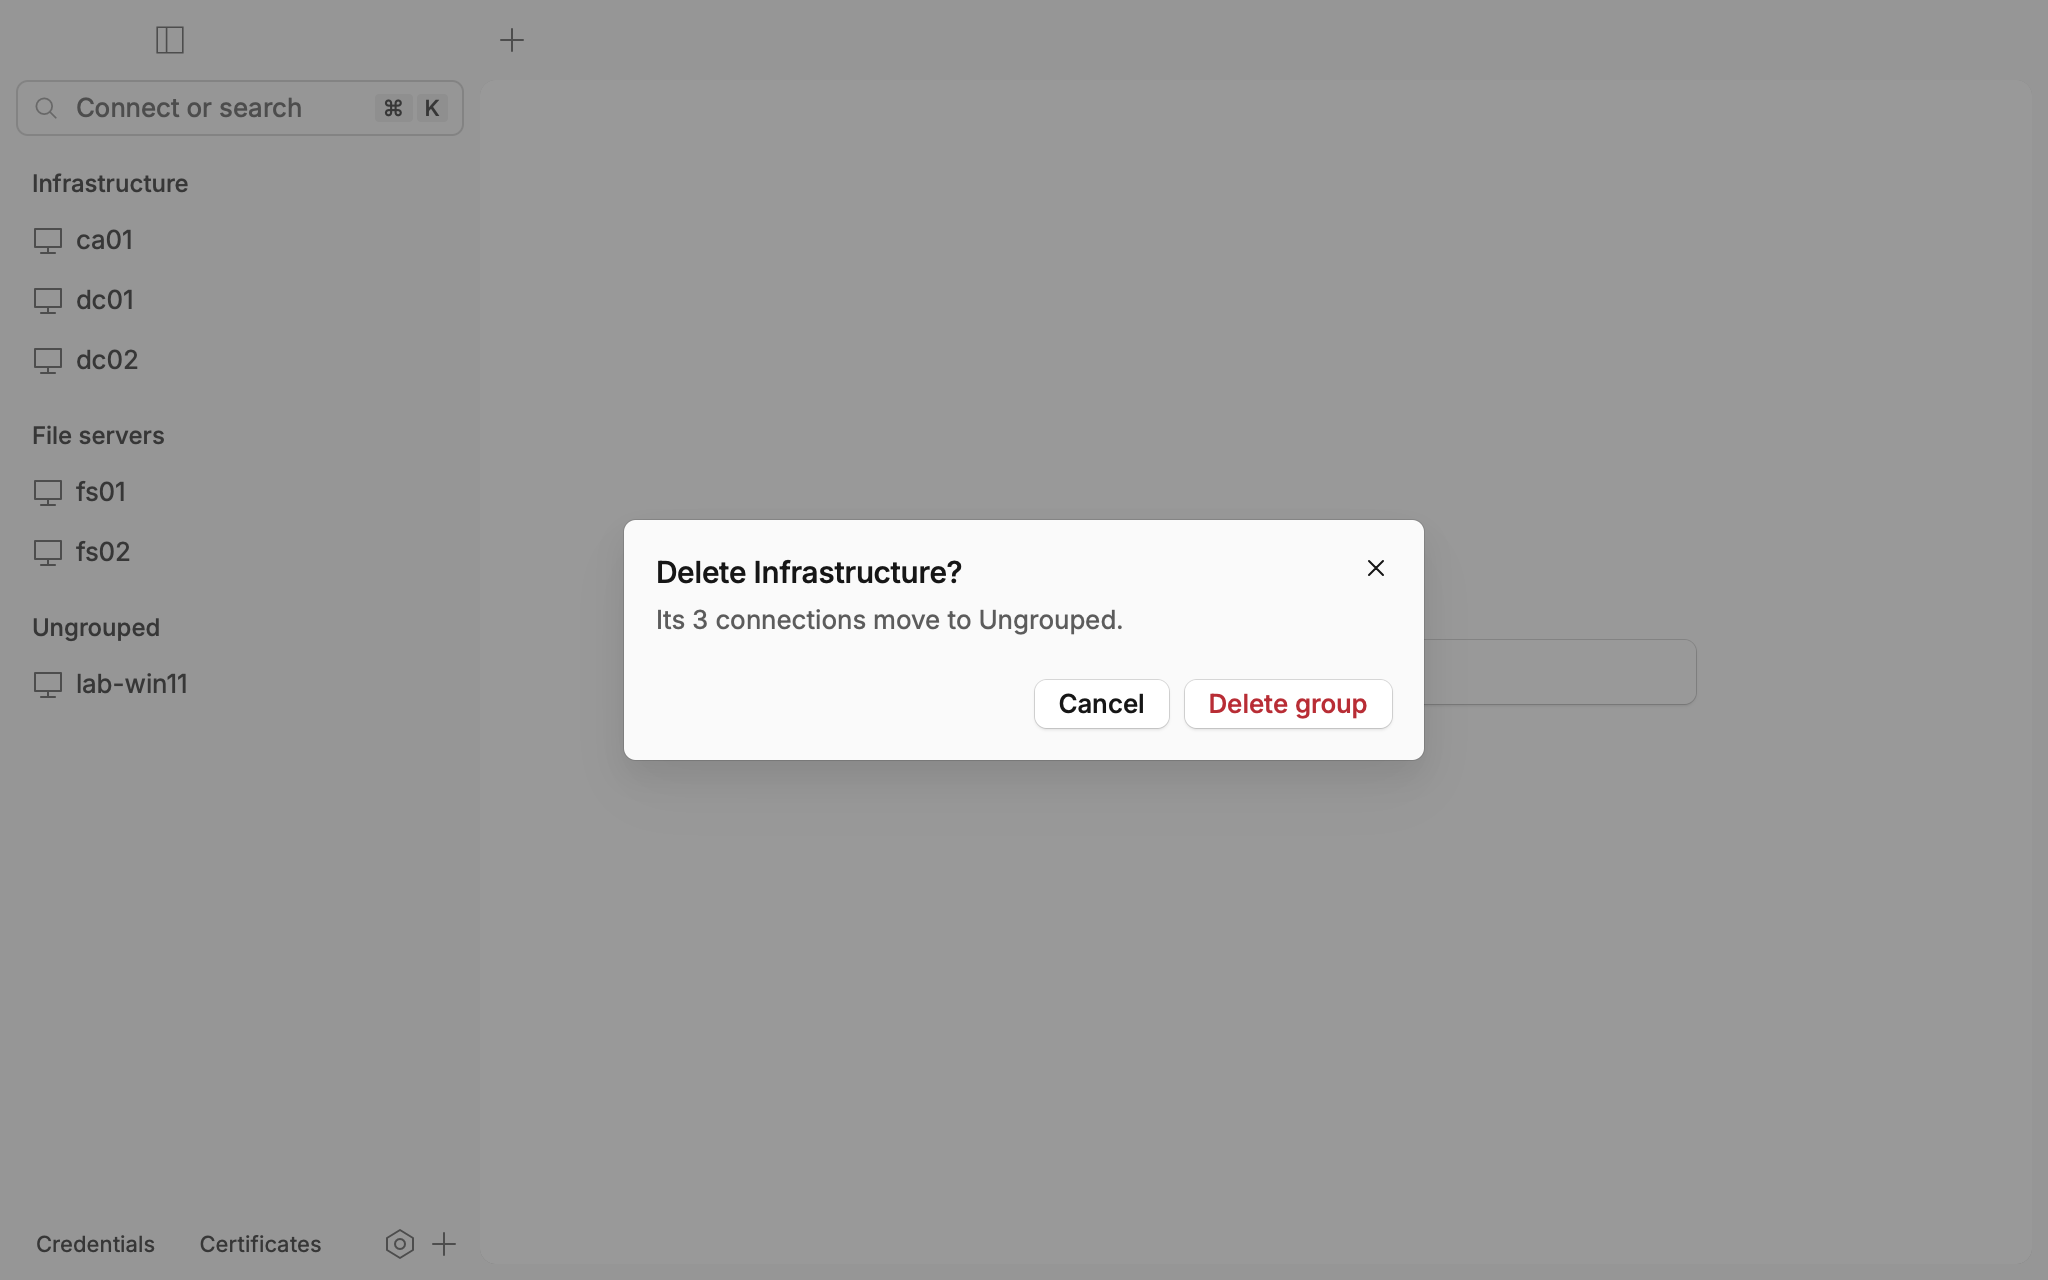 Connect or search ⌘ K
Infrastructure
ca01
dc01
dc02
File servers
fs01
fs02
Ungrouped
lab-win11
Delete Infrastructure?
Its 3 connections move to Ungrouped.
Cancel Delete group
Credentials Certificates